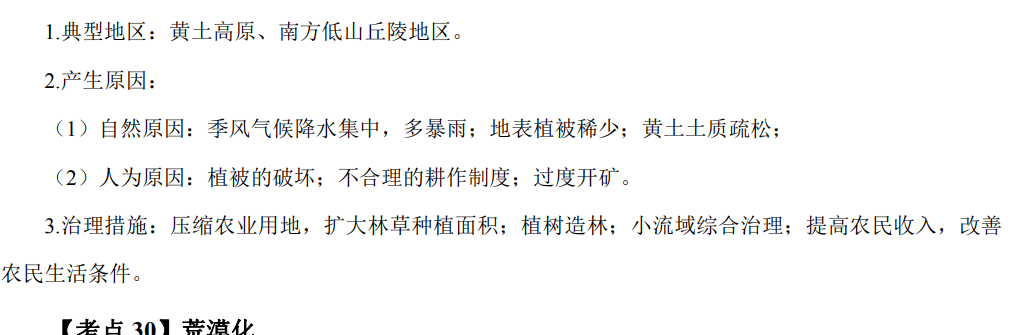 1.典型地区：黄土高原、南方低山丘陵地区。
2.产生原因：
（1）自然原因：季风气候降水集中，多暴雨；地表植被稀少；黄土土质疏松；
（2）人为原因：植被的破坏；不合理的耕作制度；过度开矿。
3.治理措施：压缩农业用地，扩大林草种植面积；植树造林；小流域综合治理；提高农民收入，改善
农民生活条件。
【考点 30】荒漠化